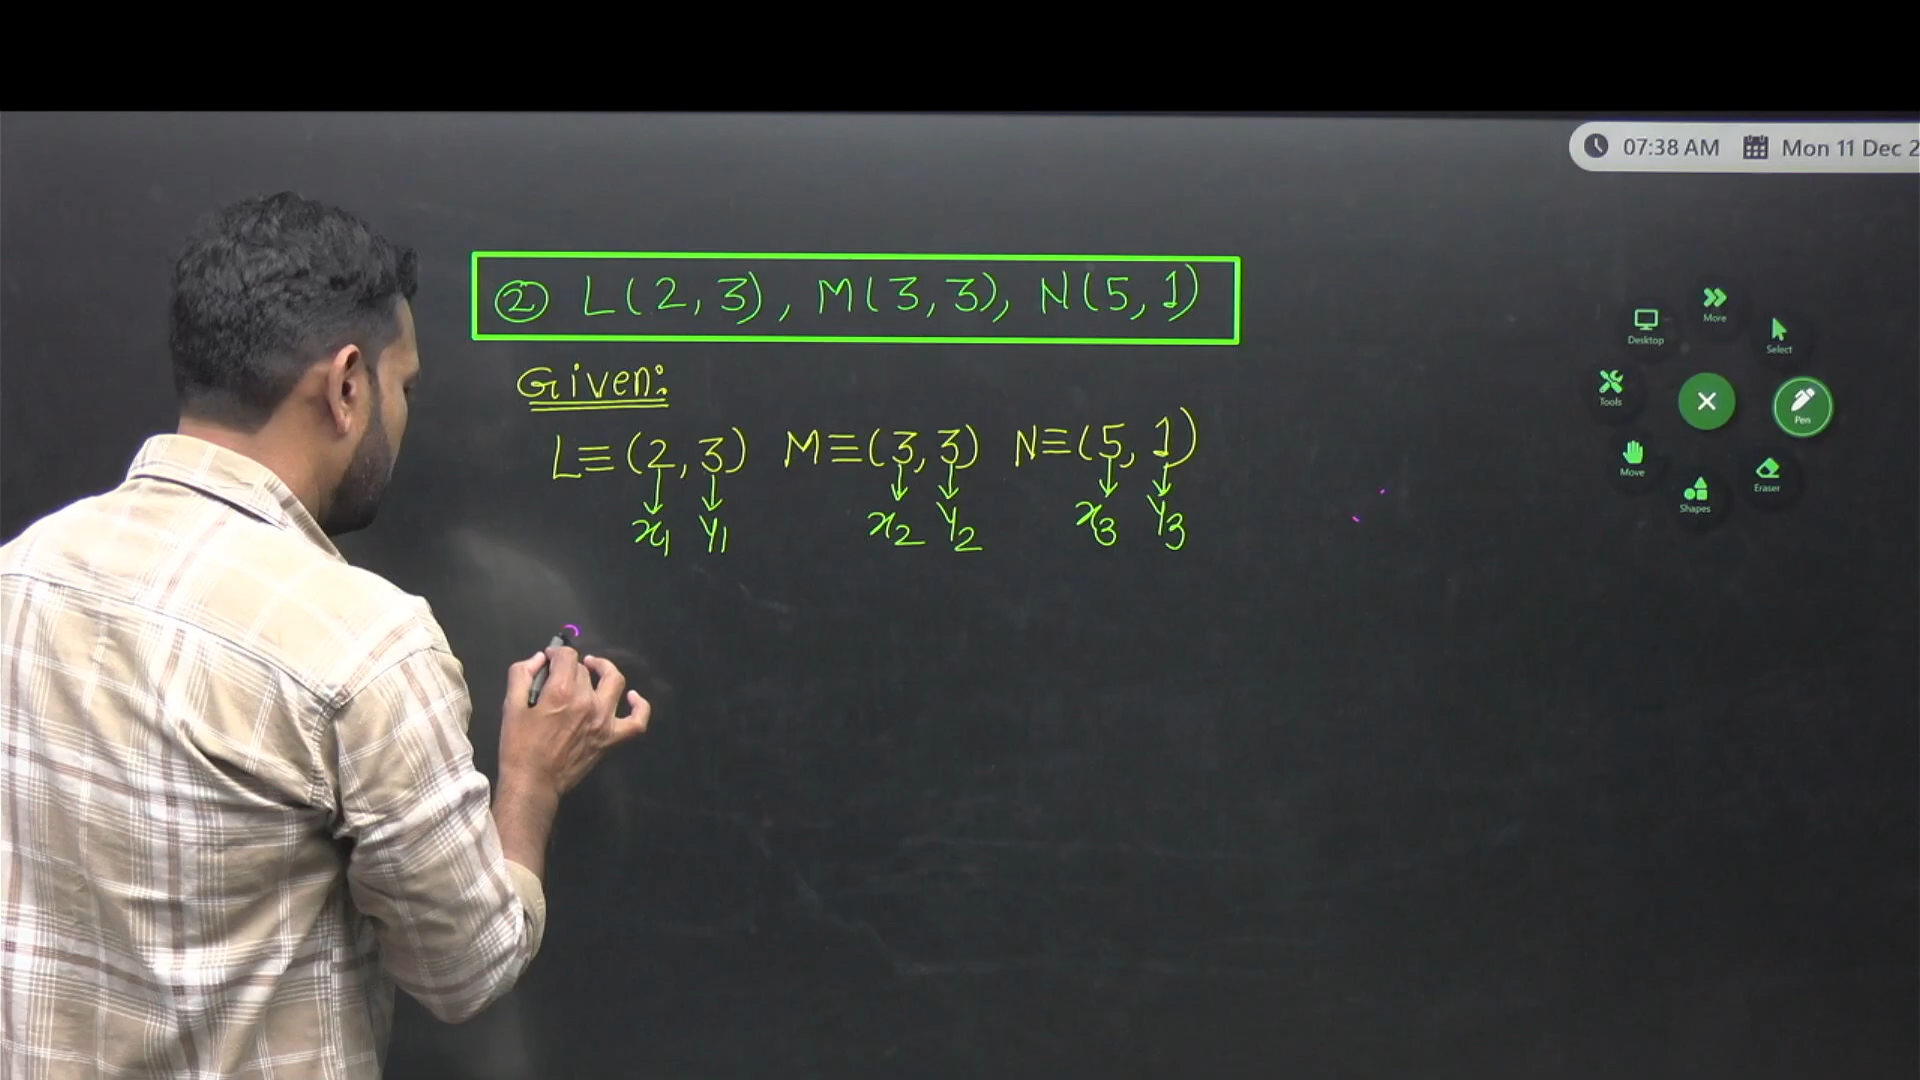 07:38 AM Mon 11 Dec 2
② L(2,3), M(3,3), N(5,1)
Given:
L≡(2,3) M≡(3,3) N≡(5,1)
x₁ y₁ x₂ y₂ x₃ y₃
More
Desktop
Select
Tools
Pen
Move
Eraser
Shapes